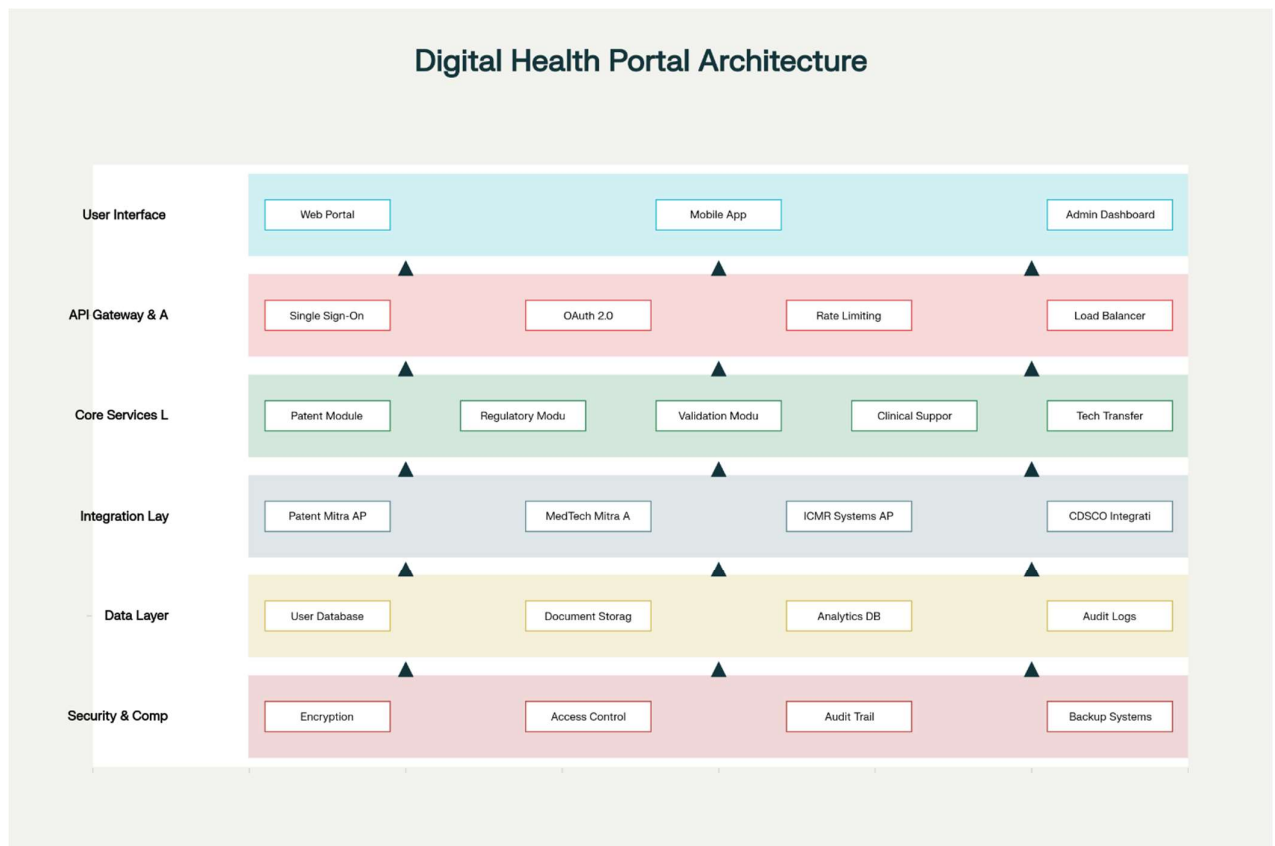 Digital Health Portal Architecture
User Interface
Web Portal
Mobile App
Admin Dashboard
API Gateway & A
Single Sign-On
OAuth 2.0
Rate Limiting
Load Balancer
Core Services L
Patent Module
Regulatory Modu
Validation Modu
Clinical Suppor
Tech Transfer
Integration Lay
Patent Mitra AP
MedTech Mitra A
ICMR Systems AP
CDSCO Integrati
Data Layer
User Database
Document Storag
Analytics DB
Audit Logs
Security & Comp
Encryption
Access Control
Audit Trail
Backup Systems